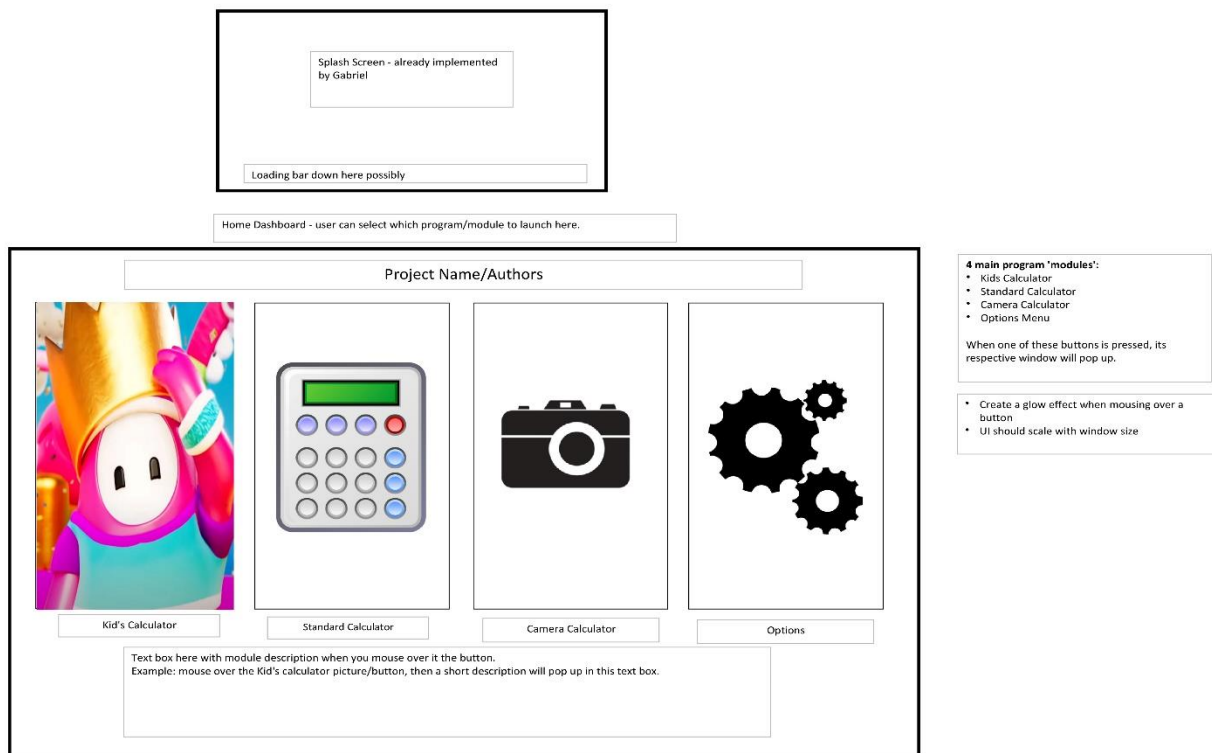 Splash Screen - already implemented
by Gabriel
Loading bar down here possibly
Home Dashboard - user can select which program/module to launch here.
Project Name/Authors
Kid's Calculator
Standard Calculator
Camera Calculator
Options
Text box here with module description when you mouse over it the button.
Example: mouse over the Kid's calculator picture/button, then a short description will pop up in this text box.
4 main program 'modules':
• Kids Calculator
• Standard Calculator
• Camera Calculator
• Options Menu
When one of these buttons is pressed, its
respective window will pop up.
• Create a glow effect when mousing over a
button
• UI should scale with window size